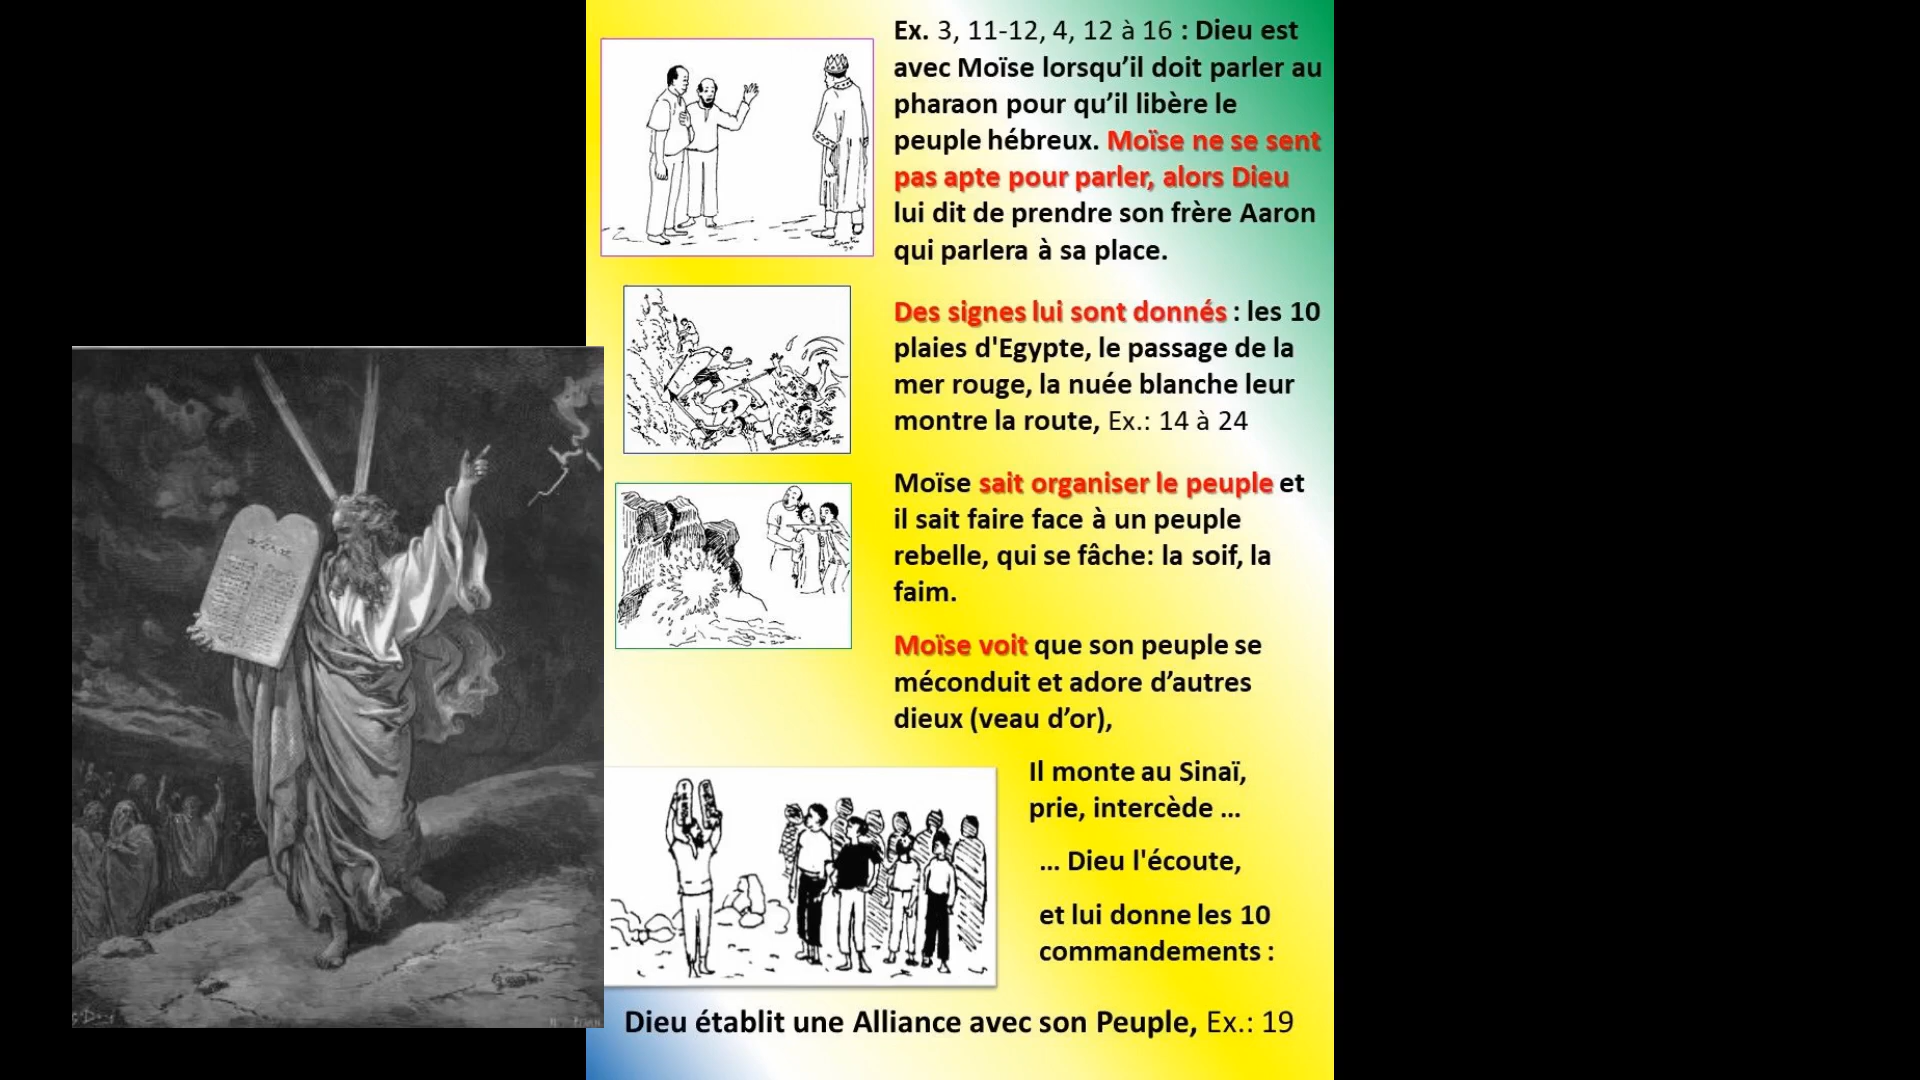 Ex. 3, 11-12, 4, 12 à 16 : Dieu est
avec Moïse lorsqu’il doit parler au
pharaon pour qu’il libère le
peuple hébreux. Moïse ne se sent
pas apte pour parler, alors Dieu
lui dit de prendre son frère Aaron
qui parlera à sa place.
Des signes lui sont donnés : les 10
plaies d'Egypte, le passage de la
mer rouge, la nuée blanche leur
montre la route, Ex.: 14 à 24
Moïse sait organiser le peuple et
il sait faire face à un peuple
rebelle, qui se fâche: la soif, la
faim.
Moïse voit que son peuple se
méconduit et adore d’autres
dieux (veau d’or),
Il monte au Sinaï,
prie, intercède ...
... Dieu l'écoute,
et lui donne les 10
commandements :
Dieu établit une Alliance avec son Peuple, Ex.: 19